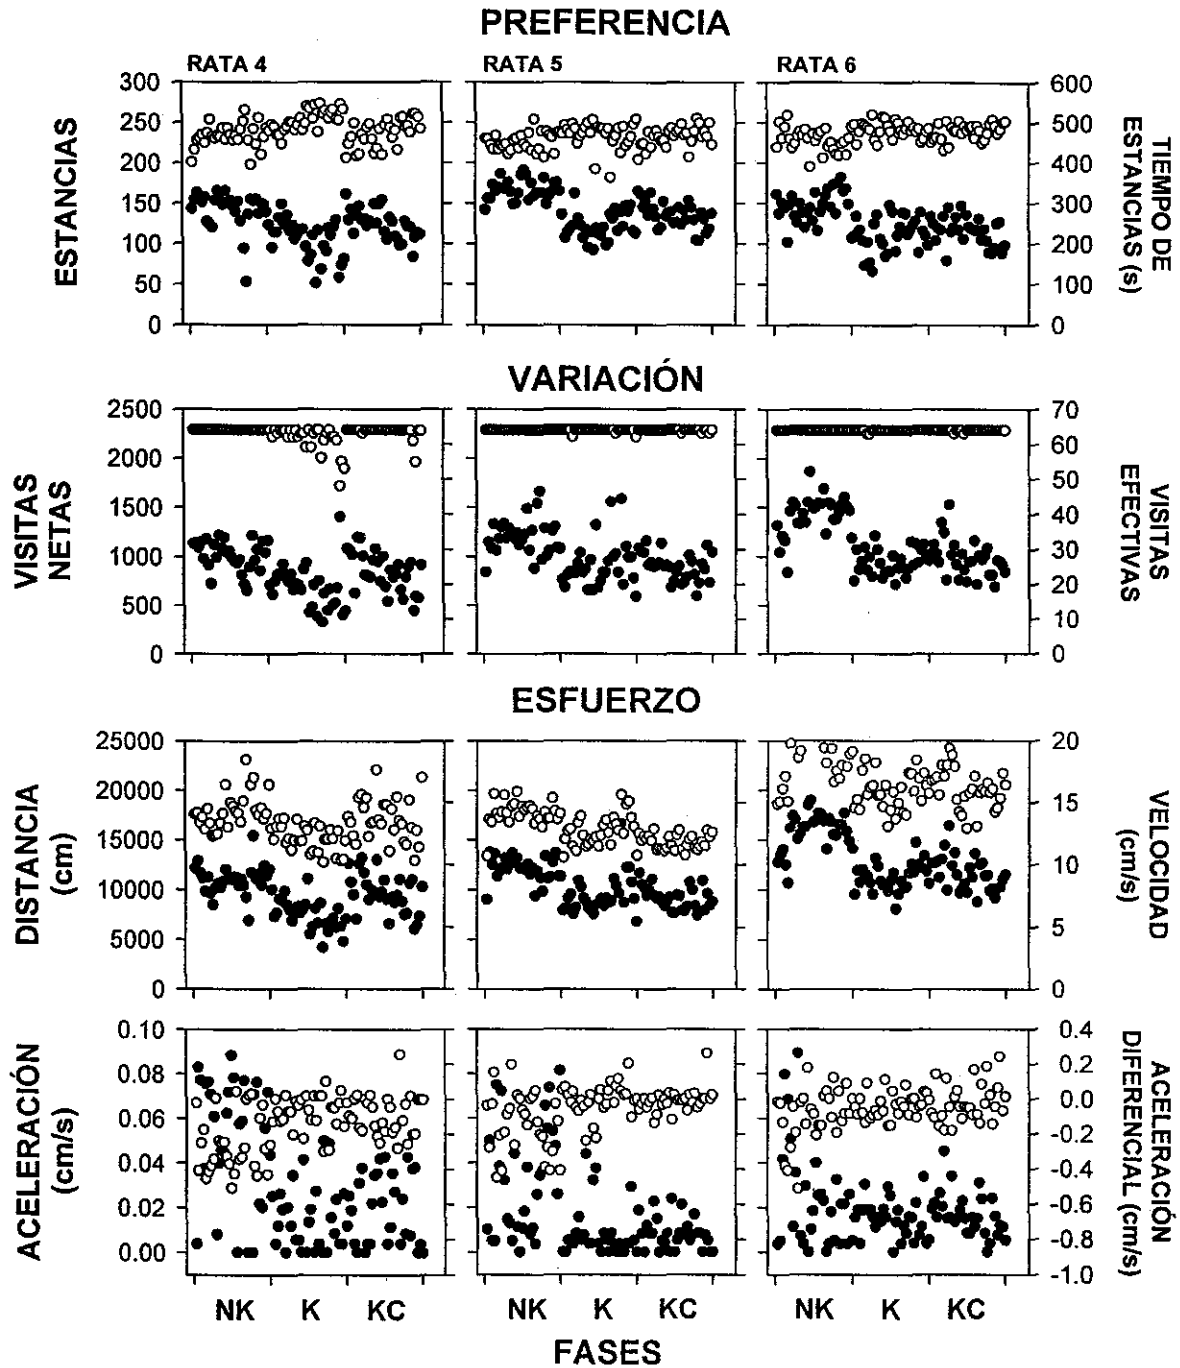 PREFERENCIA
RATA 4
RATA 5
RATA 6
ESTANCIAS
300
250
200
150
100
50
0
600
500
400
300
200
100
0
TIEMPO DE
ESTANCIAS (s)
VARIACIÓN
VISITAS
NETAS
2500
2000
1500
1000
500
0
70
60
50
40
30
20
10
0
VISITAS
EFECTIVAS
ESFUERZO
DISTANCIA
(cm)
25000
20000
15000
10000
5000
0
20
15
10
5
0
VELOCIDAD
(cm/s)
ACELERACIÓN
(cm/s)
0.10
0.08
0.06
0.04
0.02
0.00
0.4
0.2
0.0
-0.2
-0.4
-0.6
-0.8
-1.0
ACELERACIÓN
DIFERENCIAL (cm/s)
NK K KC
NK K KC
NK K KC
FASES